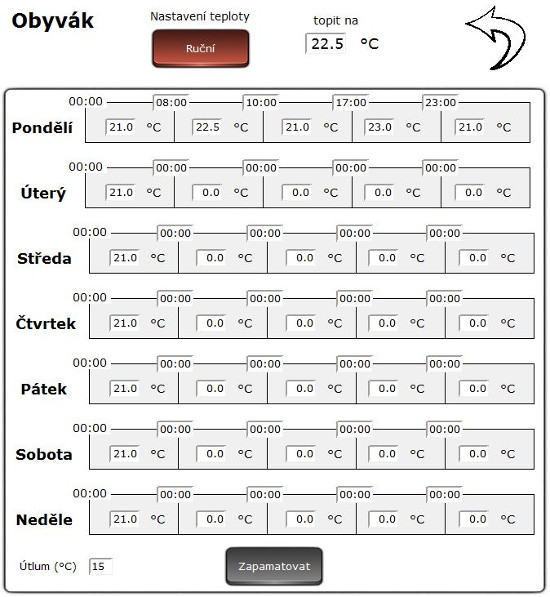 Obyvák
Nastavení teploty
Ruční
topit na
22.5 °C
00:00 08:00 10:00 17:00 23:00
Pondělí 21.0 °C 22.5 °C 21.0 °C 23.0 °C 21.0 °C
00:00 00:00 00:00 00:00 00:00
Úterý 21.0 °C 0.0 °C 0.0 °C 0.0 °C 0.0 °C
00:00 00:00 00:00 00:00 00:00
Středa 21.0 °C 0.0 °C 0.0 °C 0.0 °C 0.0 °C
00:00 00:00 00:00 00:00 00:00
Čtvrtek 21.0 °C 0.0 °C 0.0 °C 0.0 °C 0.0 °C
00:00 00:00 00:00 00:00 00:00
Pátek 21.0 °C 0.0 °C 0.0 °C 0.0 °C 0.0 °C
00:00 00:00 00:00 00:00 00:00
Sobota 21.0 °C 0.0 °C 0.0 °C 0.0 °C 0.0 °C
00:00 00:00 00:00 00:00 00:00
Neděle 21.0 °C 0.0 °C 0.0 °C 0.0 °C 0.0 °C
Útlum (°C) 15
Zapamatovat